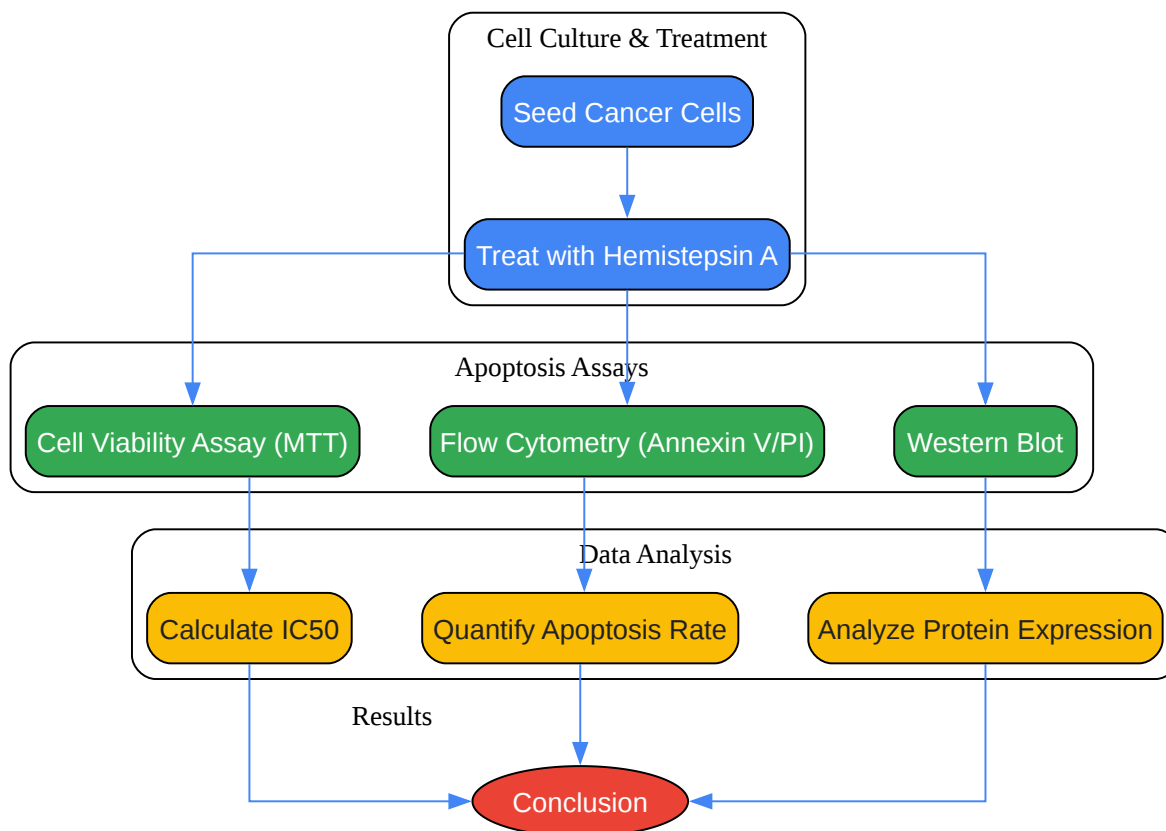 Cell Culture & Treatment
Seed Cancer Cells
Treat with Hemistepsin A
Apoptosis Assays
Cell Viability Assay (MTT)
Flow Cytometry (Annexin V/PI)
Western Blot
Data Analysis
Calculate IC50
Quantify Apoptosis Rate
Analyze Protein Expression
Results
Conclusion